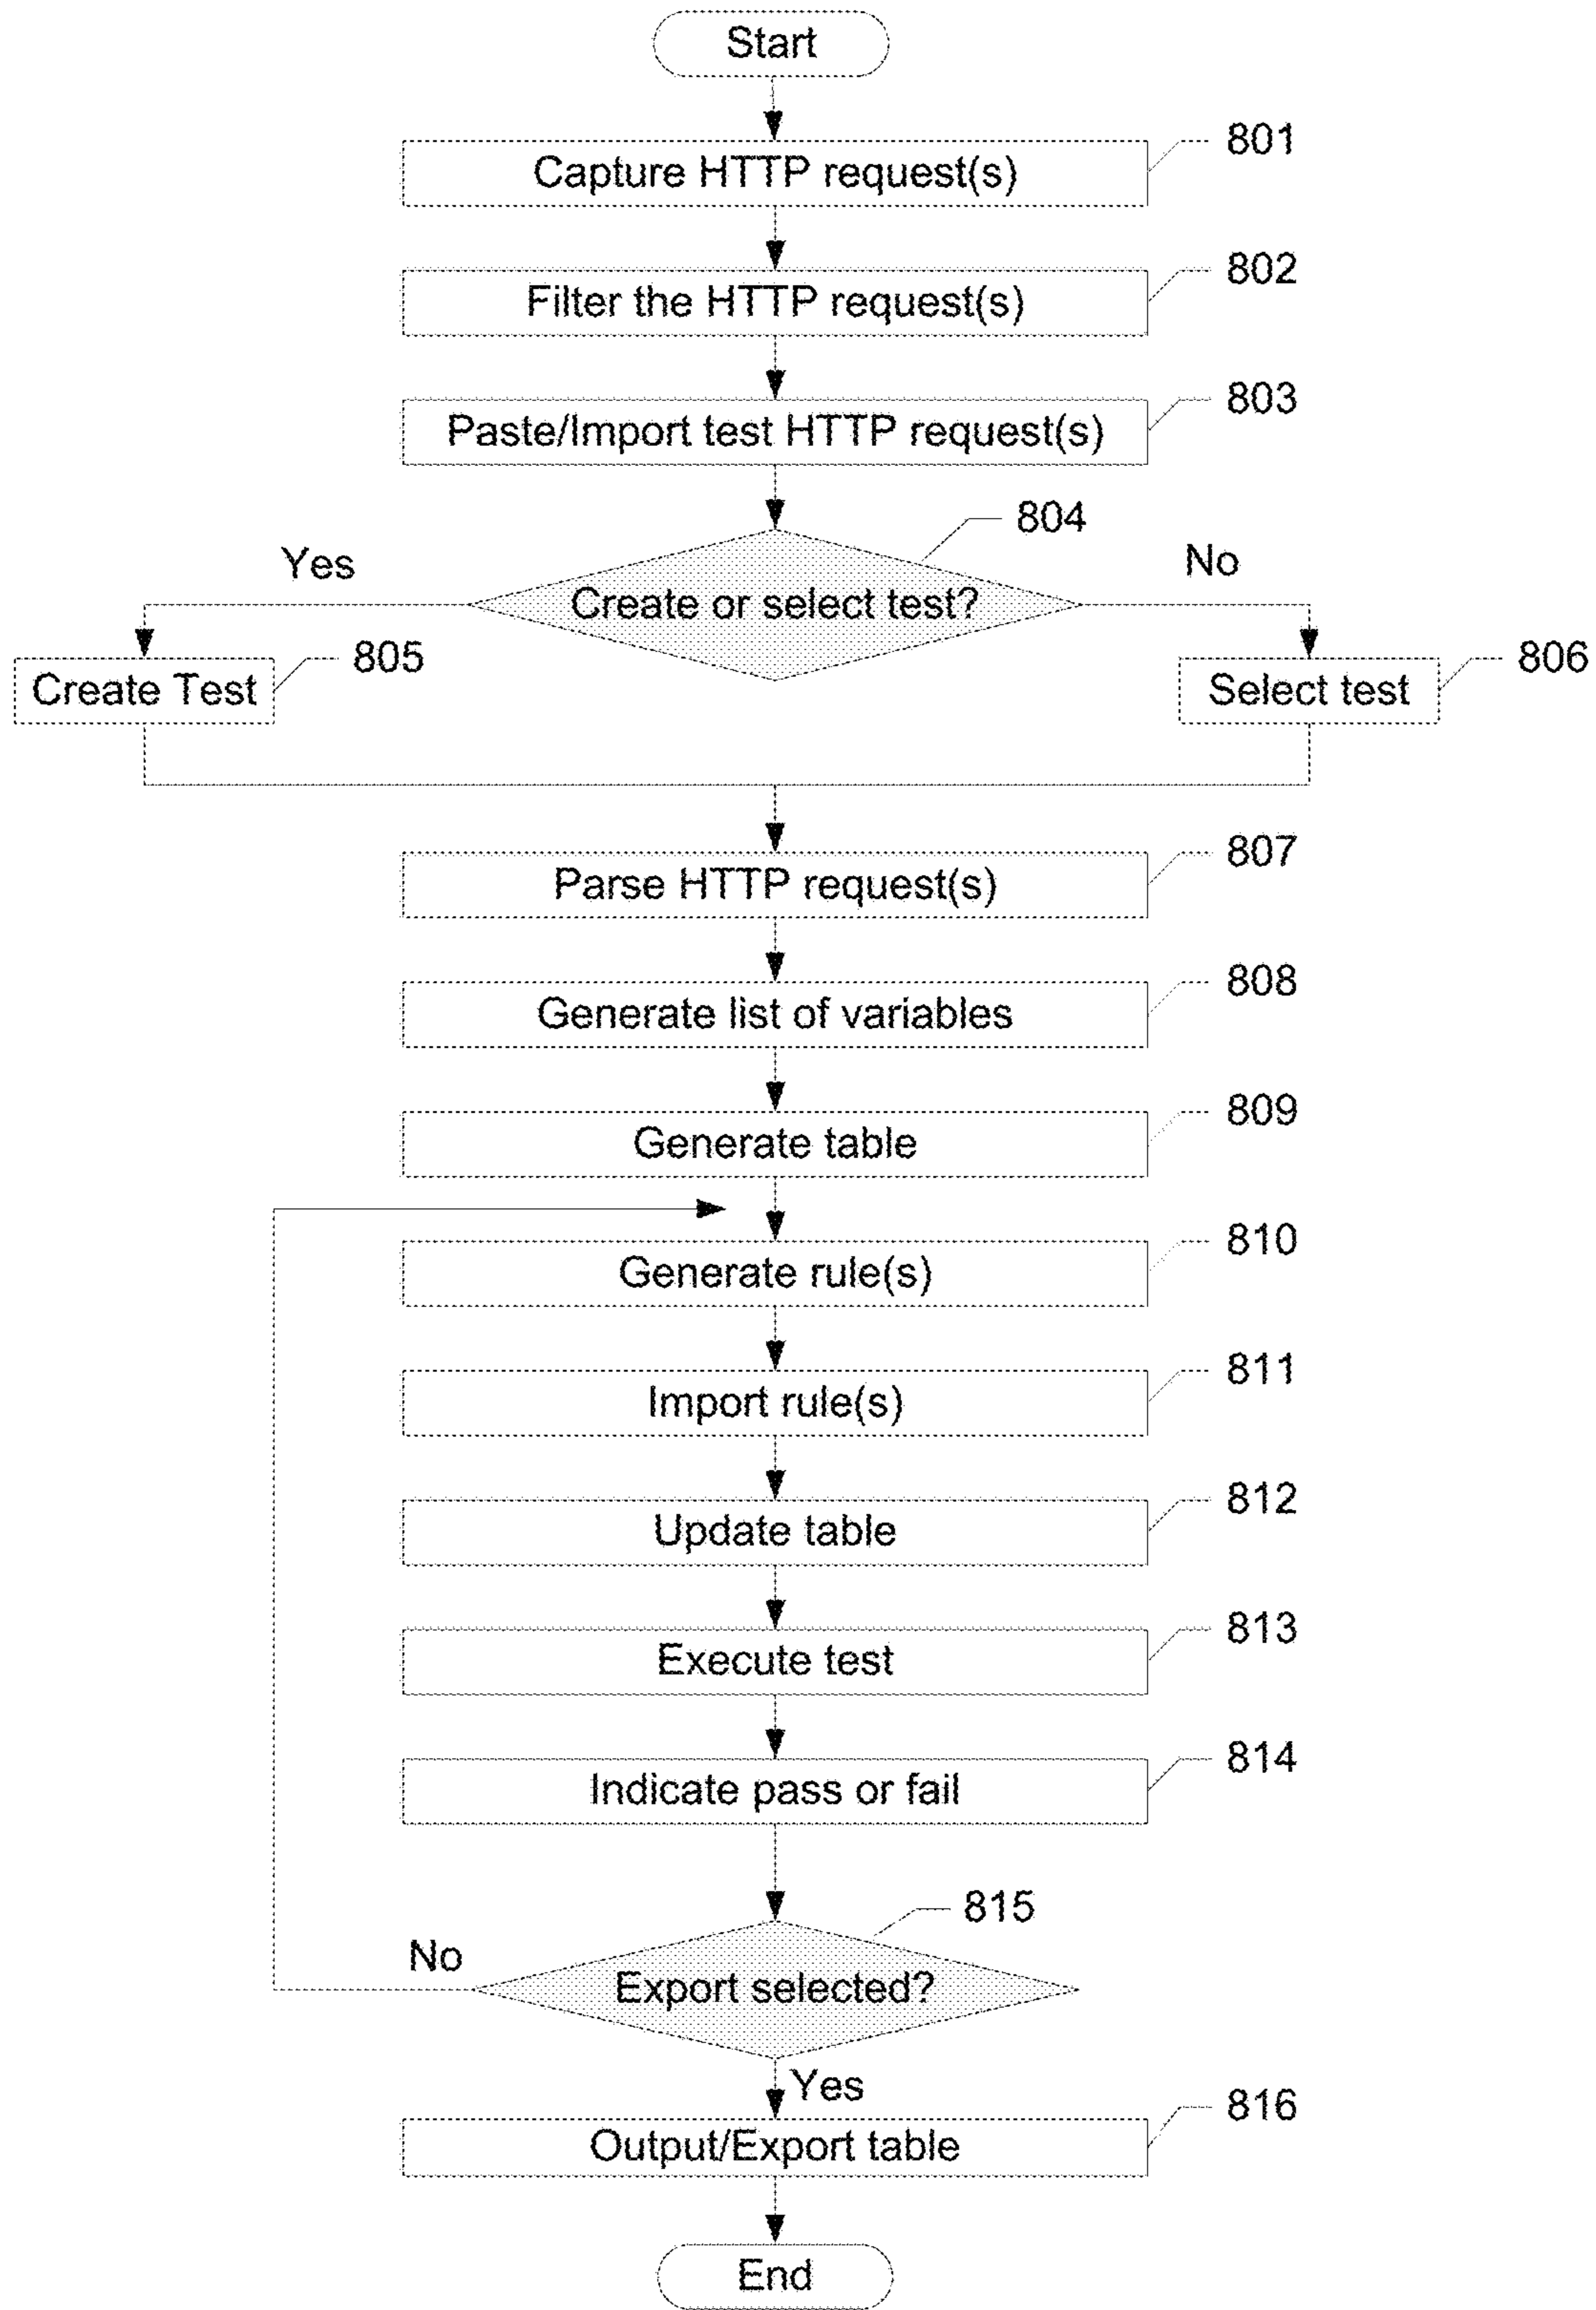 Start
801
Capture HTTP request(s)
802
Filter the HTTP request(s)
803
Paste/Import test HTTP request(s)
804
Yes
No
Create or select test?
805
806
Create Test
Select test
807
Parse HTTP request(s)
808
Generate list of variables
809
Generate table
810
Generate rule(s)
811
Import rule(s)
812
Update table
813
Execute test
814
Indicate pass or fail
815
No
Export selected?
Yes
816
Output/Export table
End